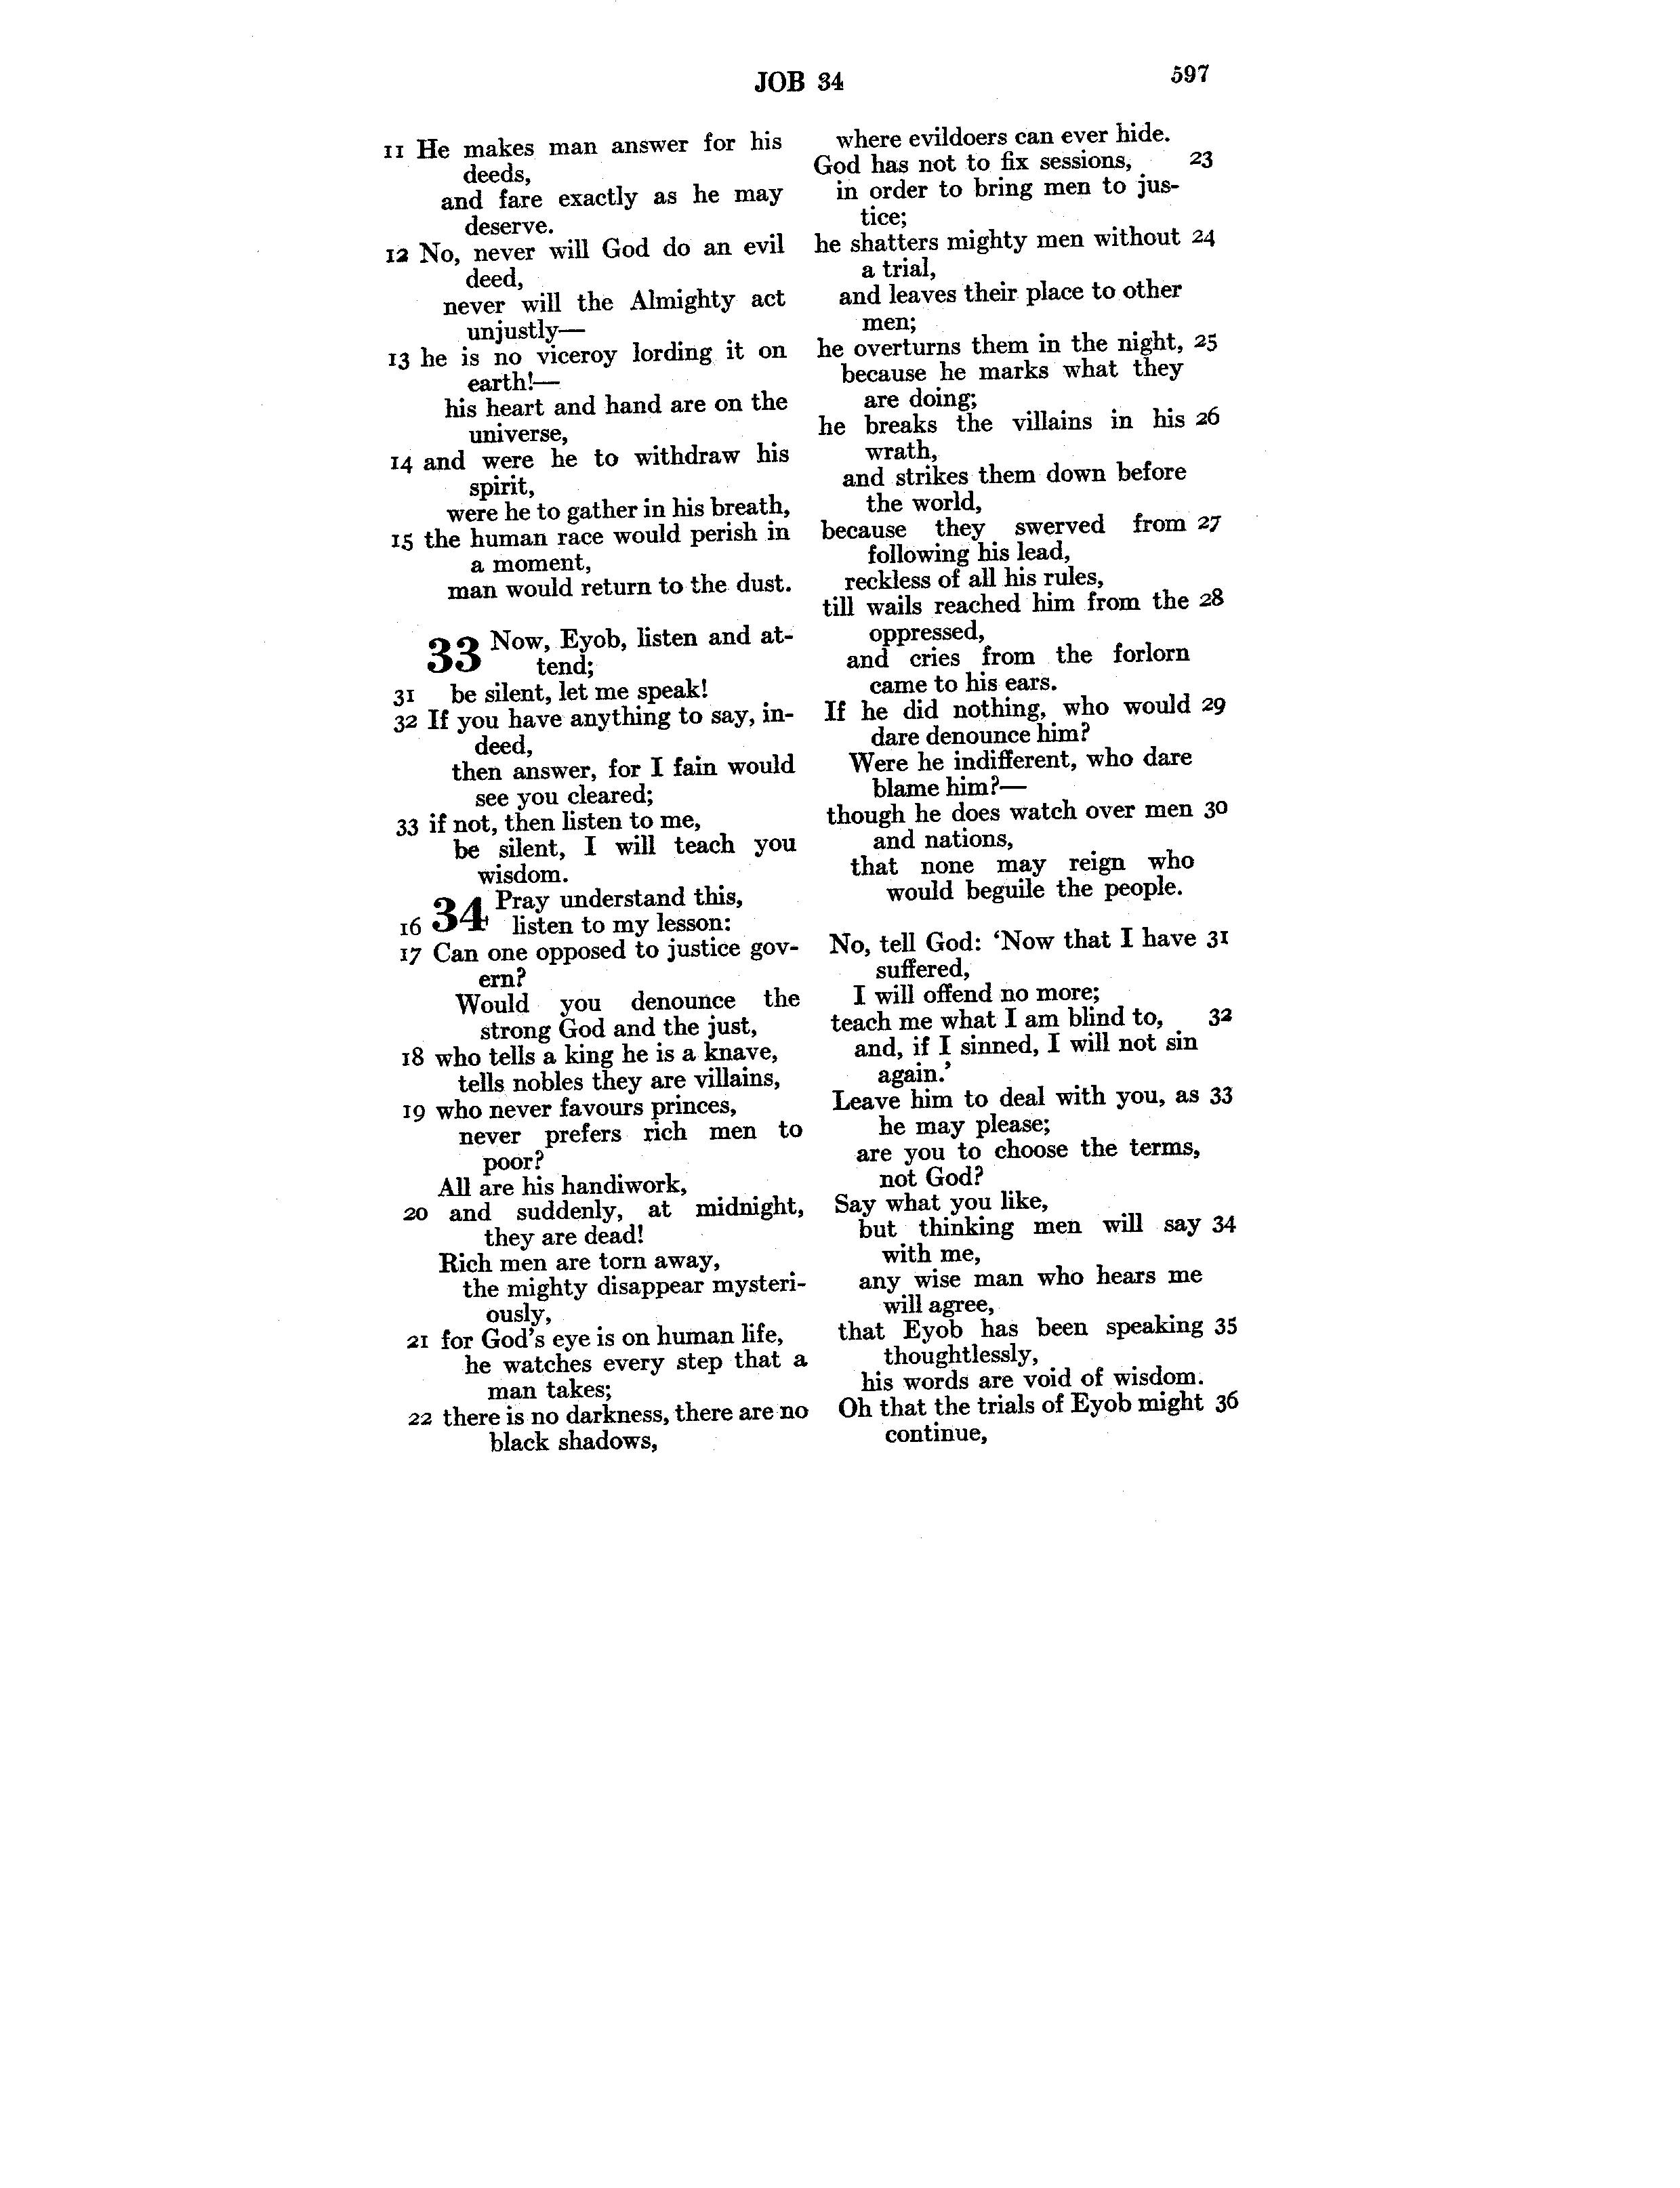 JOB 34
597
11 He makes man answer for his
deeds,
and fare exactly as he may
deserve.
12 No, never will God do an evil
deed,
never will the Almighty act
unjustly—
13 he is no viceroy lording it on
earth!—
his heart and hand are on the
universe,
14 and were he to withdraw his
spirit,
were he to gather in his breath,
15 the human race would perish in
a moment,
man would return to the dust.
33 Now, Eyob, listen and at-
tend;
31 be silent, let me speak!
32 If you have anything to say, in-
deed,
then answer, for I fain would
see you cleared;
33 if not, then listen to me,
be silent, I will teach you
wisdom.
34 Pray understand this,
16 listen to my lesson:
17 Can one opposed to justice gov-
ern?
Would you denounce the
strong God and the just,
18 who tells a king he is a knave,
tells nobles they are villains,
19 who never favours princes,
never prefers rich men to
poor?
All are his handiwork,
20 and suddenly, at midnight,
they are dead!
Rich men are torn away,
the mighty disappear mysteri-
ously,
21 for God's eye is on human life,
he watches every step that a
man takes;
22 there is no darkness, there are no
black shadows,
where evildoers can ever hide.
God has not to fix sessions, 23
in order to bring men to jus-
tice;
he shatters mighty men without 24
a trial,
and leaves their place to other
men;
he overturns them in the night, 25
because he marks what they
are doing;
he breaks the villains in his 26
wrath,
and strikes them down before
the world,
because they swerved from 27
following his lead,
reckless of all his rules,
till wails reached him from the 28
oppressed,
and cries from the forlorn
came to his ears.
If he did nothing, who would 29
dare denounce him?
Were he indifferent, who dare
blame him?—
though he does watch over men 30
and nations,
that none may reign who
would beguile the people.
No, tell God: ‘Now that I have 31
suffered,
I will offend no more;
teach me what I am blind to, 32
and, if I sinned, I will not sin
again.’
Leave him to deal with you, as 33
he may please;
are you to choose the terms,
not God?
Say what you like,
but thinking men will say 34
with me,
any wise man who hears me
will agree,
that Eyob has been speaking 35
thoughtlessly,
his words are void of wisdom.
Oh that the trials of Eyob might 36
continue,